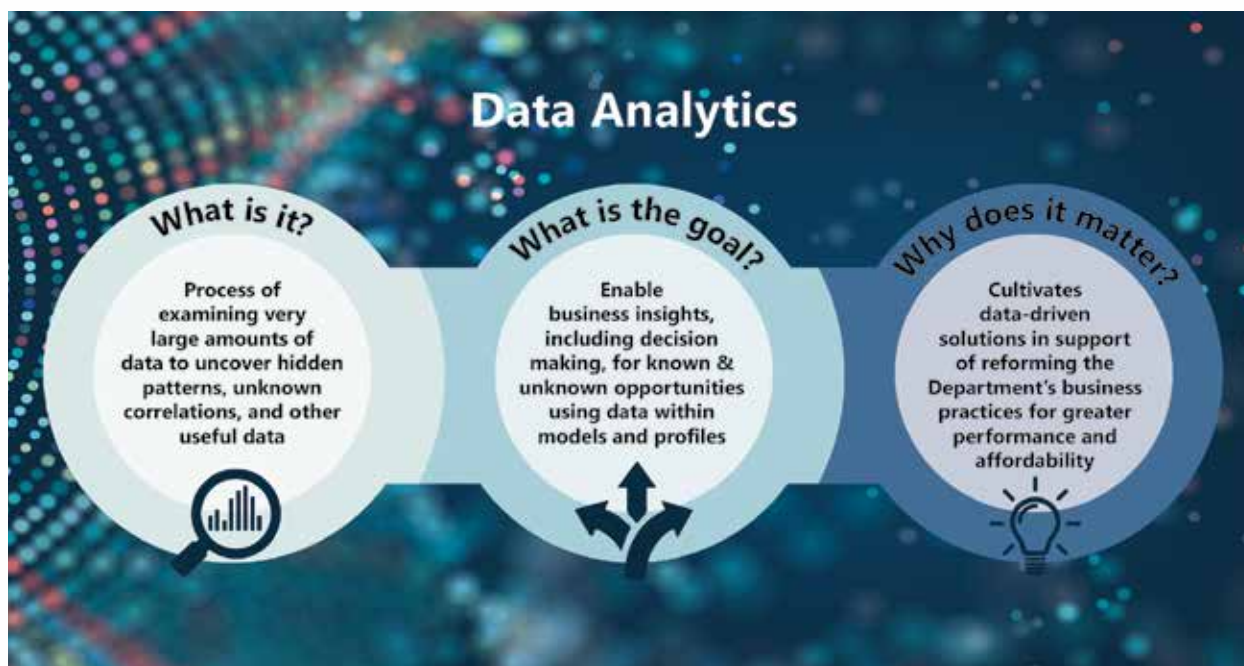 Data Analytics
What is it?
Process of
examining very
large amounts of
data to uncover hidden
patterns, unknown
correlations, and other
useful data
What is the goal?
Enable
business insights,
including decision
making, for known &
unknown opportunities
using data within
models and profiles
Why does it matter?
Cultivates
data-driven
solutions in support
of reforming the
Department's business
practices for greater
performance and
affordability